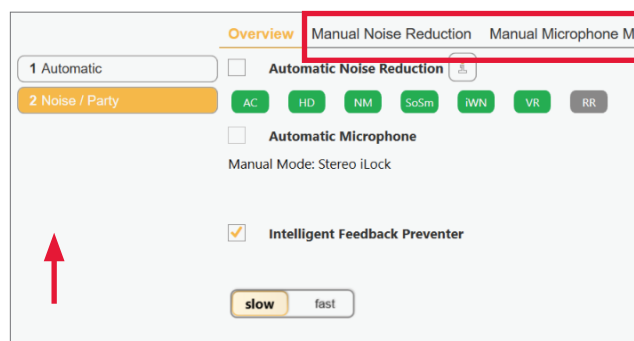 Overview Manual Noise Reduction Manual Microphone M
1 Automatic
Automatic Noise Reduction
2 Noise / Party
AC HD NM SoSm iWN VR RR
Automatic Microphone
Manual Mode: Stereo iLock
Intelligent Feedback Preventer
slow fast